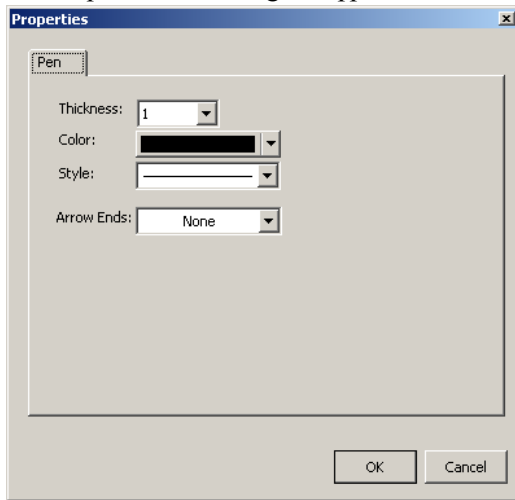 Properties
Pen
Thickness: 1
Color:
Style:
Arrow Ends: None
OK Cancel